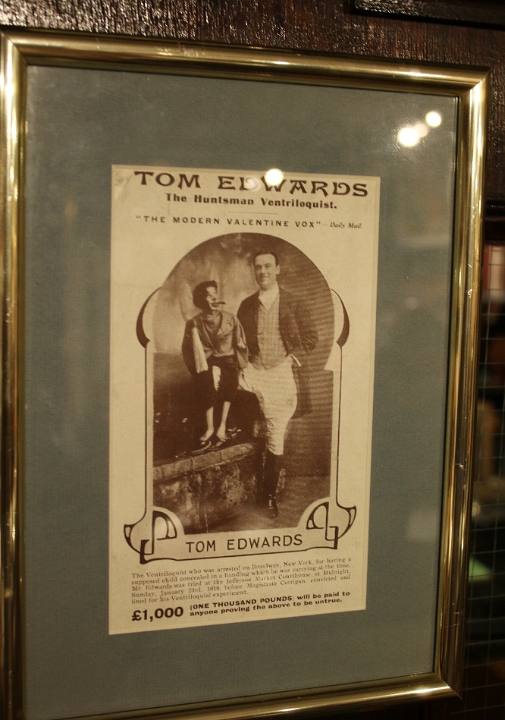 TOM EDWARDS
The Huntsman Ventriloquist.
"THE MODERN VALENTINE VOX"—Daily Mail
TOM EDWARDS
The Ventriloquist who was arrested on Broadway, New York, for having a
supposed child concealed in a handbag which he was carrying at the time.
Mr. Edwards was tried at the Jefferson Market Courthouse, at Midnight,
Sunday, January 23rd, before Magistrate Corrigan, convicted and
fined for his Ventriloquial experiment.
£1,000 (ONE THOUSAND POUNDS) will be paid to
anyone proving the above to be untrue.